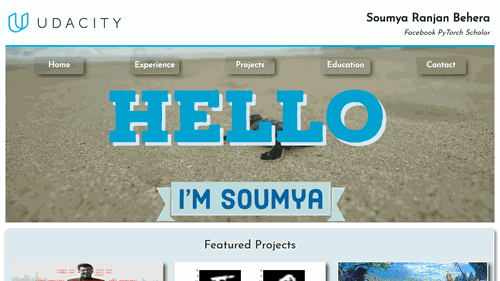 UDACITY
Soumya Ranjan Behera
Facebook PyTorch Scholar
Home Experience Projects Education Contact
HELLO
I'M SOUMYA
Featured Projects